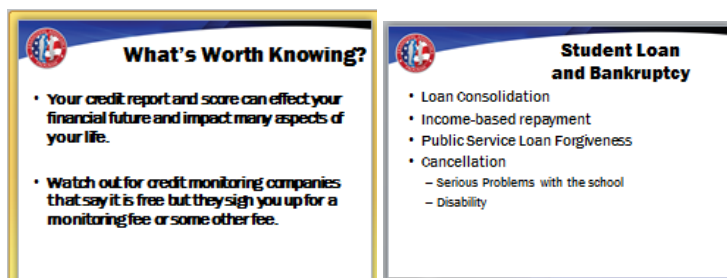 What's Worth Knowing?
• Your credit report and score can effect your
financial future and impact many aspects of
your life.
• Watch out for credit monitoring companies
that say it is free but they sign you up for a
monitoring fee or some other fee.
Student Loan
and Bankruptcy
• Loan Consolidation
• Income-based repayment
• Public Service Loan Forgiveness
• Cancellation
– Serious Problems with the school
– Disability